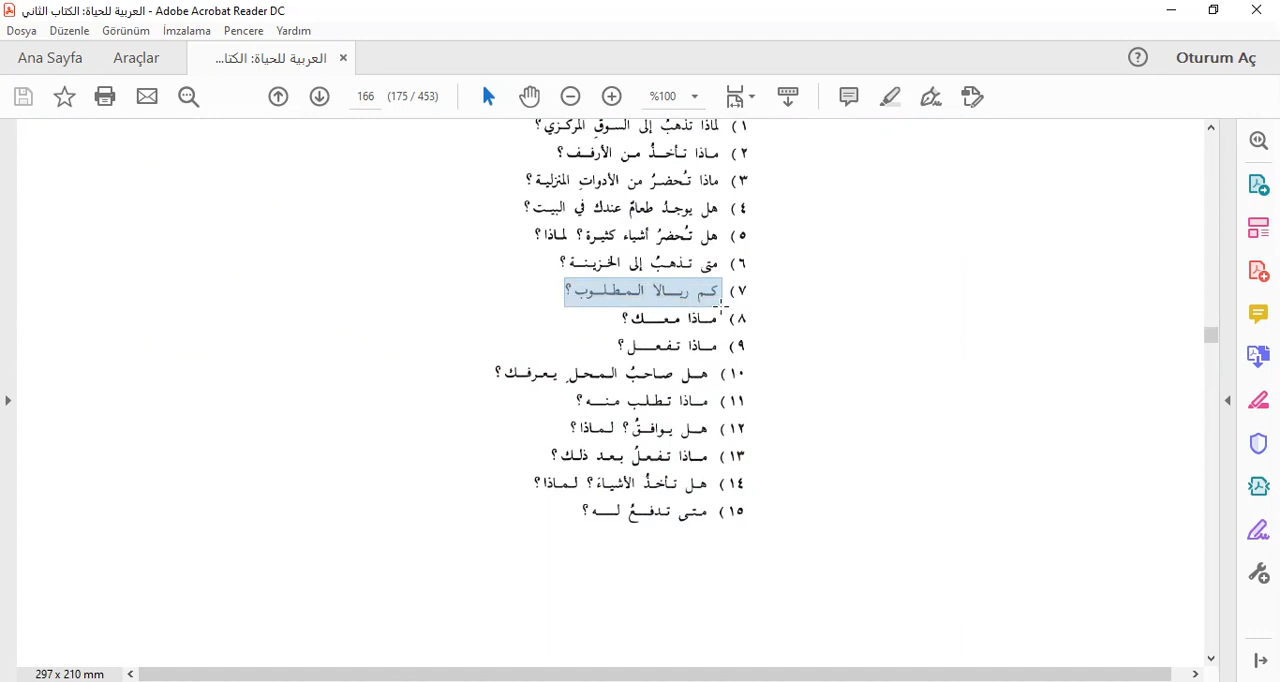 العربية للحياة: الكتاب الثاني - Adobe Acrobat Reader DC
Dosya Düzenle Görünüm İmzalama Pencere Yardım
Ana Sayfa Araçlar العربية للحياة: الكتا... × ? Oturum Aç
166 (175 / 453) %100
١) لماذا تذهبُ إلى السوقِ المركزي؟
٢) ماذا تأخذُ من الأرفف؟
٣) ماذا تُحضرُ من الأدواتِ المنزلية؟
٤) هل يوجدُ طعامٌ عندك في البيت؟
٥) هل تُحضرُ أشياء كثيرة؟ لماذا؟
٦) متى تذهبُ إلى الخزينة؟
٧) كم ريالا المطلوب؟
٨) ماذا معك؟
٩) ماذا تفعل؟
١٠) هل صاحبُ المحلِ يعرفك؟
١١) ماذا تطلب منه؟
١٢) هل يوافقُ؟ لماذا؟
١٣) ماذا تفعلُ بعد ذلك؟
١٤) هل تأخذُ الأشياءَ؟ لماذا؟
١٥) متى تدفعُ له؟
297 x 210 mm